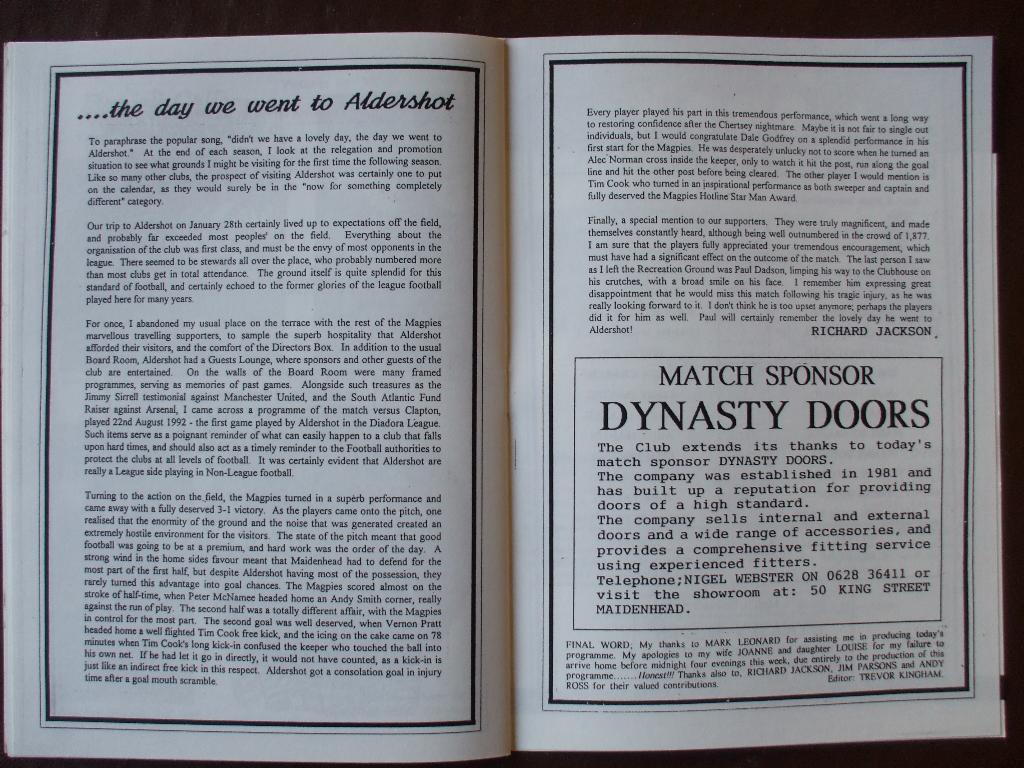 ....the day we went to Aldershot
To paraphrase the popular song, "didn't we have a lovely day, the day we went to
Aldershot." At the end of each season, I look at the relegation and promotion
situation to see what grounds I might be visiting for the first time the following season.
Like so many other clubs, the prospect of visiting Aldershot was certainly one to put
on the calendar, as they would surely be in the "now for something completely
different" category.
Our trip to Aldershot on January 28th certainly lived up to expectations off the field,
and probably far exceeded most peoples' on the field. Everything about the
organisation of the club was first class, and must be the envy of most opponents in the
league. There seemed to be stewards all over the place, who probably numbered more
than most clubs get in total attendance. The ground itself is quite splendid for this
standard of football, and certainly echoed to the former glories of the league football
played here for many years.
For once, I abandoned my usual place on the terrace with the rest of the Magpies
marvellous travelling supporters, to sample the superb hospitality that Aldershot
afforded their visitors, and the comfort of the Directors Box. In addition to the usual
Board Room, Aldershot had a Guests Lounge, where sponsors and other guests of the
club are entertained. On the walls of the Board Room were many framed
programmes, serving as memories of past games. Alongside such treasures as the
Jimmy Sirrell testimonial against Manchester United, and the South Atlantic Fund
Raiser against Arsenal, I came across a programme of the match versus Clapton,
played 22nd August 1992 - the first game played by Aldershot in the Diadora League.
Such items serve as a poignant reminder of what can easily happen to a club that falls
upon hard times, and should also act as a timely reminder to the Football authorities to
protect the clubs at all levels of football. It was certainly evident that Aldershot are
really a League side playing in Non-League football.
Turning to the action on the field, the Magpies turned in a superb performance and
came away with a fully deserved 3-1 victory. As the players came onto the pitch, one
realised that the enormity of the ground and the noise that was generated created an
extremely hostile environment for the visitors. The state of the pitch meant that good
football was going to be at a premium, and hard work was the order of the day. A
strong wind in the home sides favour meant that Maidenhead had to defend for the
most part of the first half, but despite Aldershot having most of the possession, they
rarely turned this advantage into goal chances. The Magpies scored almost on the
stroke of half-time, when Peter McNamee headed home an Andy Smith corner, really
against the run of play. The second half was a totally different affair, with the Magpies
in control for the most part. The second goal was well deserved, when Vernon Pratt
headed home a well flighted Tim Cook free kick, and the icing on the cake came on 78
minutes when Tim Cook's long kick-in confused the keeper who touched the ball into
his own net. If he had let it go in directly, it would not have counted, as a kick-in is
just like an indirect free kick in this respect. Aldershot got a consolation goal in injury
time after a goal mouth scramble.
Every player played his part in this tremendous performance, which went a long way
to restoring confidence after the Chertsey nightmare. Maybe it is not fair to single out
individuals, but I would congratulate Dale Godfrey on a splendid performance in his
first start for the Magpies. He was desperately unlucky not to score when he turned an
Alec Norman cross inside the keeper, only to watch it hit the post, run along the goal
line and hit the other post before being cleared. The other player I would mention is
Tim Cook who turned in an inspirational performance as both sweeper and captain and
fully deserved the Magpies Hotline Star Man Award.
Finally, a special mention to our supporters. They were truly magnificent, and made
themselves constantly heard, although being well outnumbered in the crowd of 1,877.
I am sure that the players fully appreciated your tremendous encouragement, which
must have had a significant effect on the outcome of the match. The last person I saw
as I left the Recreation Ground was Paul Dadson, limping his way to the Clubhouse on
his crutches, with a broad smile on his face. I remember him expressing great
disappointment that he would miss this match following his tragic injury, as he was
really looking forward to it. I don't think he is too upset anymore; perhaps the players
did it for him as well. Paul will certainly remember the lovely day he went to
Aldershot! RICHARD JACKSON.
MATCH SPONSOR
DYNASTY DOORS
The Club extends its thanks to today's
match sponsor DYNASTY DOORS.
The company was established in 1981 and
has built up a reputation for providing
doors of a high standard.
The company sells internal and external
doors and a wide range of accessories, and
provides a comprehensive fitting service
using experienced fitters.
Telephone;NIGEL WEBSTER ON 0628 36411 or
visit the showroom at: 50 KING STREET
MAIDENHEAD.
FINAL WORD; My thanks to MARK LEONARD for assisting me in producing today's
programme. My apologies to my wife JOANNE and daughter LOUISE for my failure to
arrive home before midnight four evenings this week, due entirely to the production of this
programme.......Honest!!! Thanks also to, RICHARD JACKSON, JIM PARSONS and ANDY
ROSS for their valued contributions. Editor: TREVOR KINGHAM.